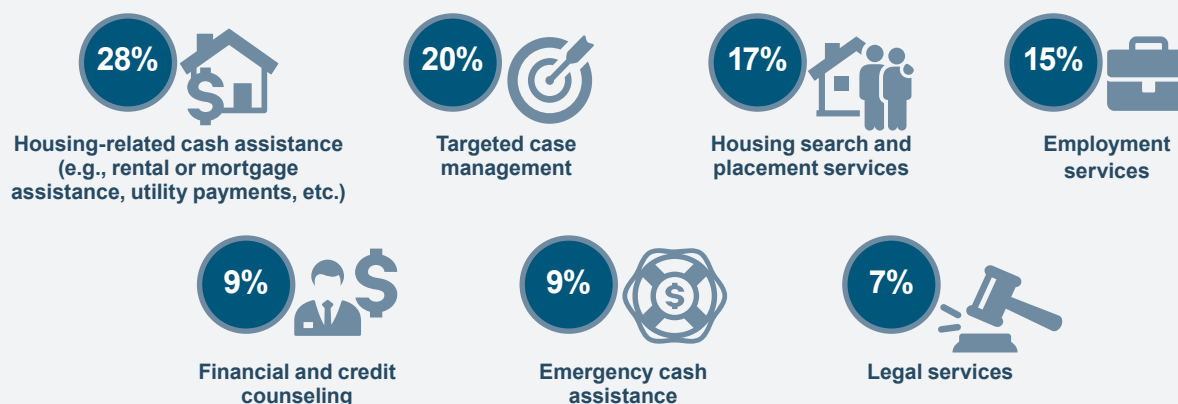 28%
Housing-related cash assistance
(e.g., rental or mortgage
assistance, utility payments, etc.)
20%
Targeted case
management
17%
Housing search and
placement services
15%
Employment
services
9%
Financial and credit
counseling
9%
Emergency cash
assistance
7%
Legal services